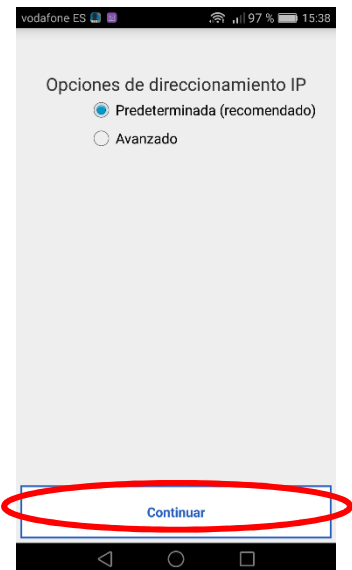 vodafone ES 97 % 15:38
Opciones de direccionamiento IP
Predeterminada (recomendado)
Avanzado
Continuar